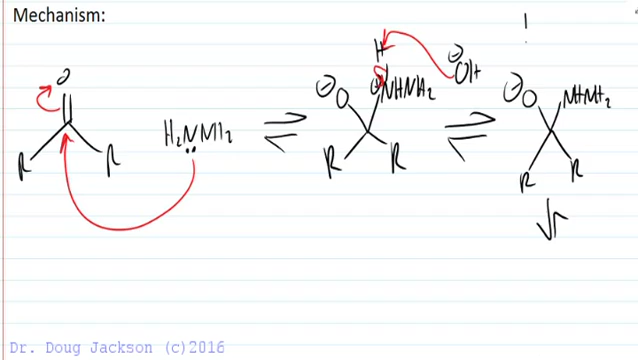 Mechanism:
O
R R
H₂NNH₂
⊖O H
⊕NHNH₂
R R
⊖OH
⊖O NHNH₂
R R
Dr. Doug Jackson (c)2016